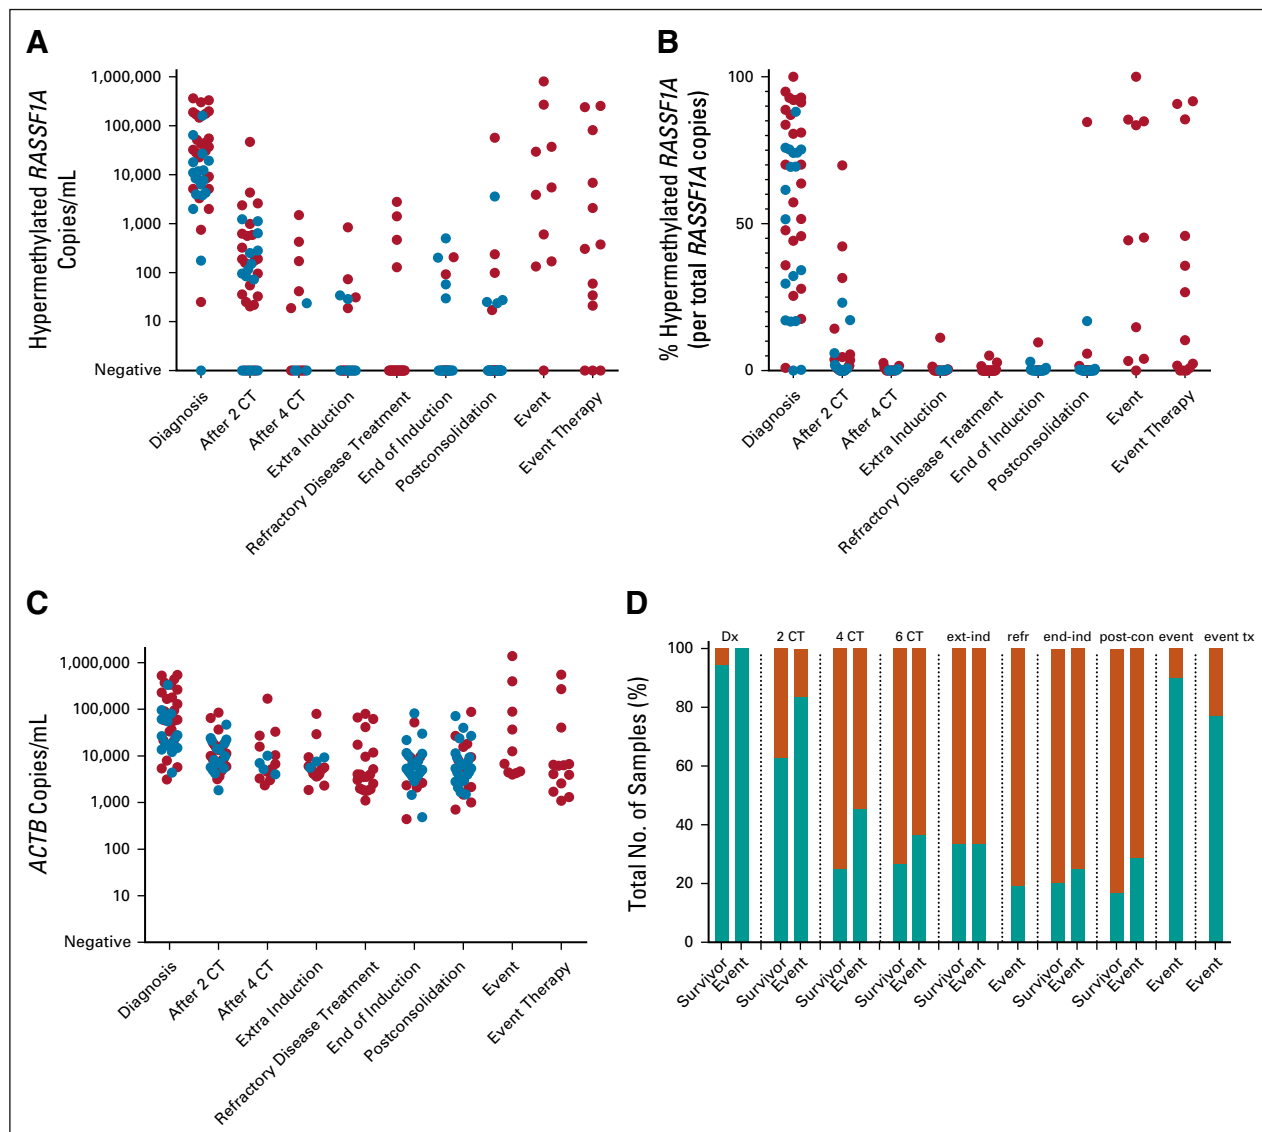 A
Hypermethylated RASSF1A
Copies/mL
1,000,000
100,000
10,000
1,000
100
10
Negative
Diagnosis
After 2 CT
After 4 CT
Extra Induction
Refractory Disease Treatment
End of Induction
Postconsolidation
Event
Event Therapy
B
% Hypermethylated RASSF1A
(per total RASSF1A copies)
100
50
0
Diagnosis
After 2 CT
After 4 CT
Extra Induction
Refractory Disease Treatment
End of Induction
Postconsolidation
Event
Event Therapy
C
ACTB Copies/mL
1,000,000
100,000
10,000
1,000
100
10
Negative
Diagnosis
After 2 CT
After 4 CT
Extra Induction
Refractory Disease Treatment
End of Induction
Postconsolidation
Event
Event Therapy
D
Total No. of Samples (%)
Dx 2 CT 4 CT 6 CT ext-ind refr end-ind post-con event event tx
100
80
60
40
20
0
Survivor
Event
Survivor
Event
Survivor
Event
Survivor
Event
Survivor
Event
Event
Survivor
Event
Survivor
Event
Event
Event